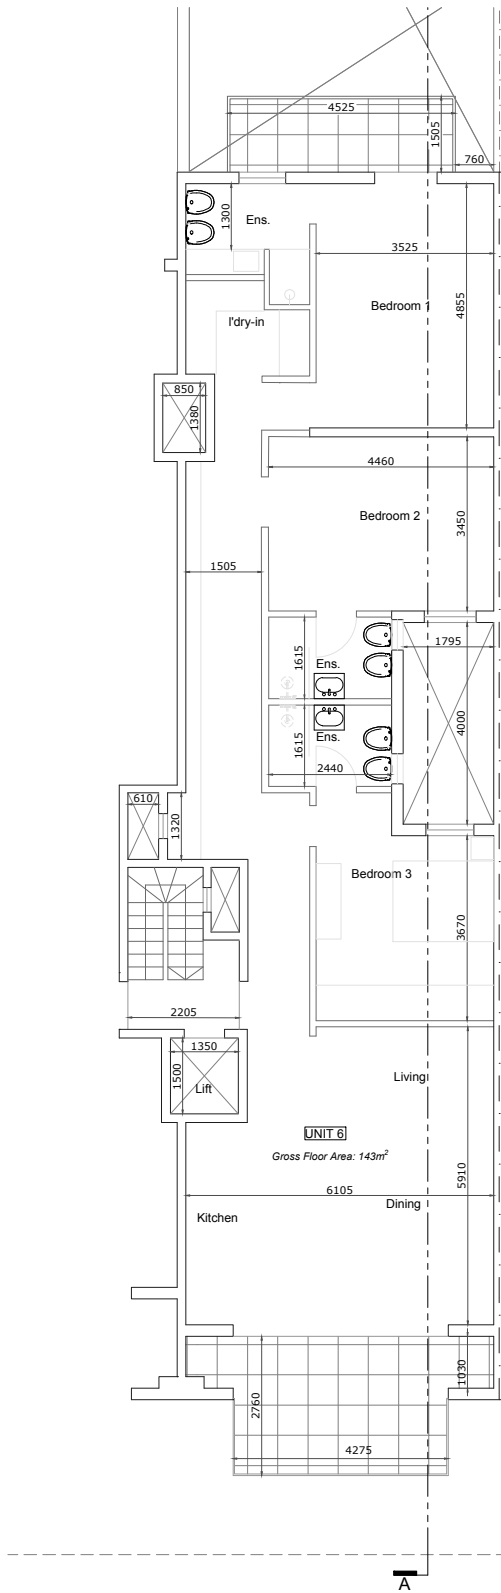 4525
1505
760
1300
Ens.
3525
Bedroom 1
4855
l'dry-in
850
1380
4460
Bedroom 2
3450
1505
1615
Ens.
1795
4000
1615
Ens.
2440
610
1320
Bedroom 3
3670
2205
1350
1500
Lift
Living
UNIT 6
Gross Floor Area: 143m²
5910
6105
Kitchen
Dining
1030
2760
4275
A